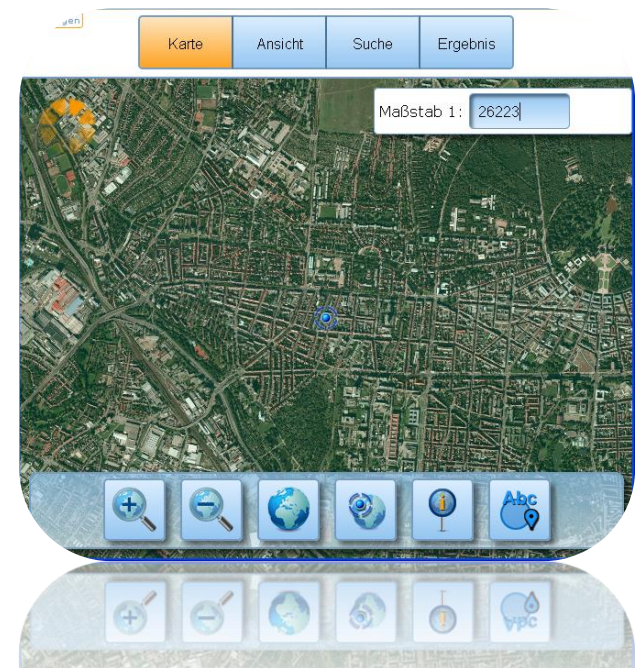 Karte
Ansicht
Suche
Ergebnis
Maßstab 1: 26223
Abc